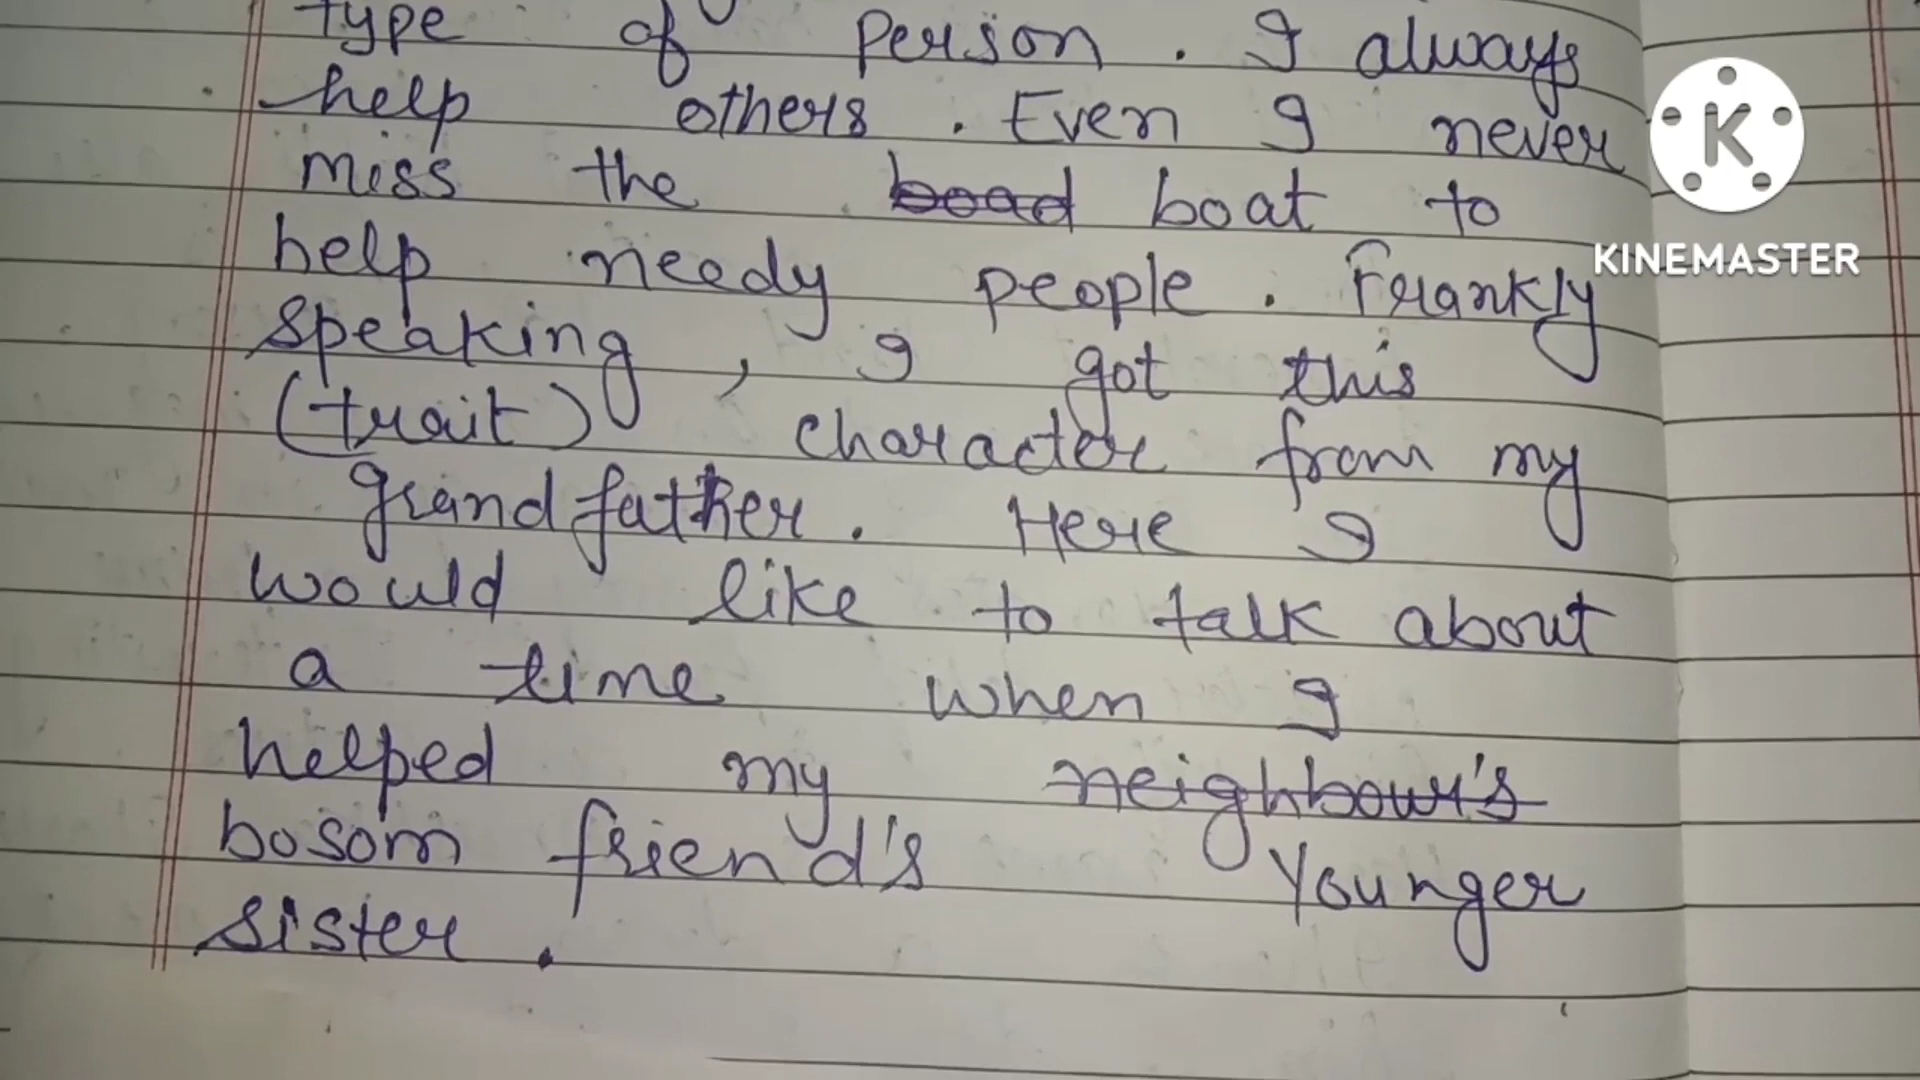 type of person. I always
help others. Even I never
miss the boad boat to
help needy people. Frankly
speaking, I got this
(trait) character from my
grandfather. Here I
would like to talk about
a time when I
helped my neighbour's
bosom friend's younger
sister.
K
KINEMASTER